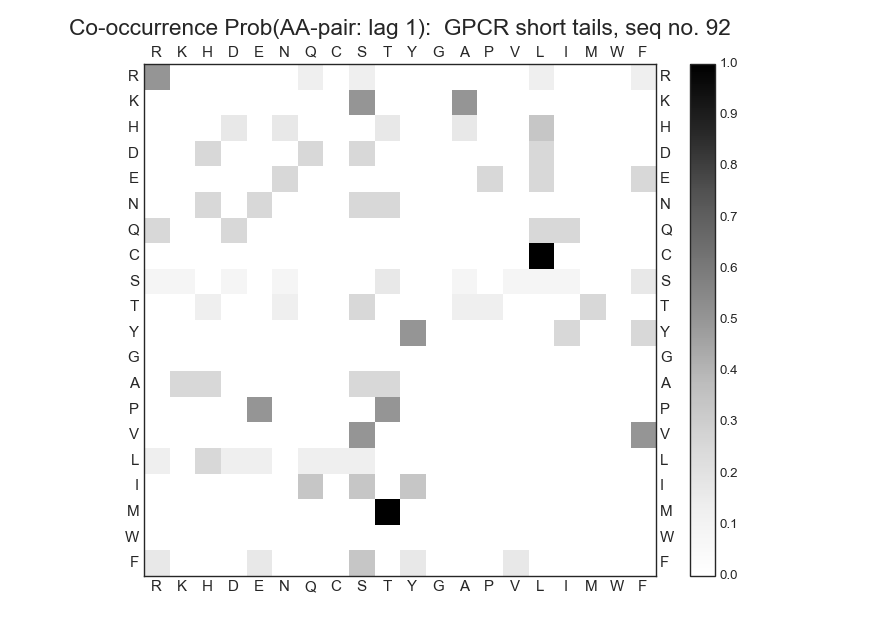 Co-occurrence Prob(AA-pair: lag 1):  GPCR short tails, seq no. 92
R K H D E N Q C S T Y G A P V L I M W F
R R 1.0
K K 0.9
H H
D D 0.8
E E
N N 0.7
Q Q
C C 0.6
S S
T T 0.5
Y Y
G G 0.4
A A
P P 0.3
V V
L L 0.2
I I
M M 0.1
W W
F F 0.0
R K H D E N Q C S T Y G A P V L I M W F